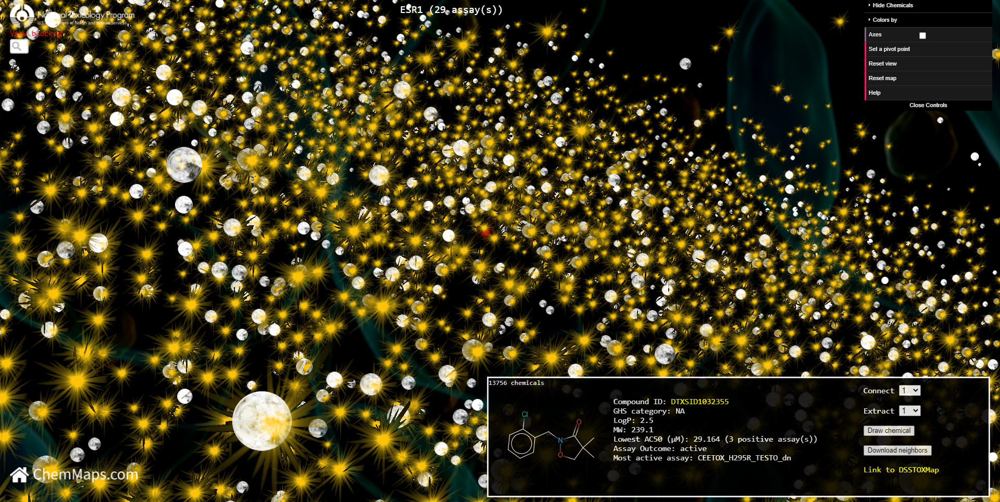 National Toxicology Program
U.S. Department of Health and Human Services
View blocked
ESR1 (29 assay(s))
Hide Chemicals
Colors by
Axes
Set a pivot point
Reset view
Reset map
Help
Close Controls
13756 chemicals
Cl
O
N
O
Compound ID: DTXSID1032355
GHS category: NA
LogP: 2.5
MW: 239.1
Lowest AC50 (µM): 29.164 (3 positive assay(s))
Assay Outcome: active
Most active assay: CEETOX_H295R_TESTO_dn
Connect 1
Extract 1
Draw chemical
Download neighbors
Link to DSSTOXMap
ChemMaps.com